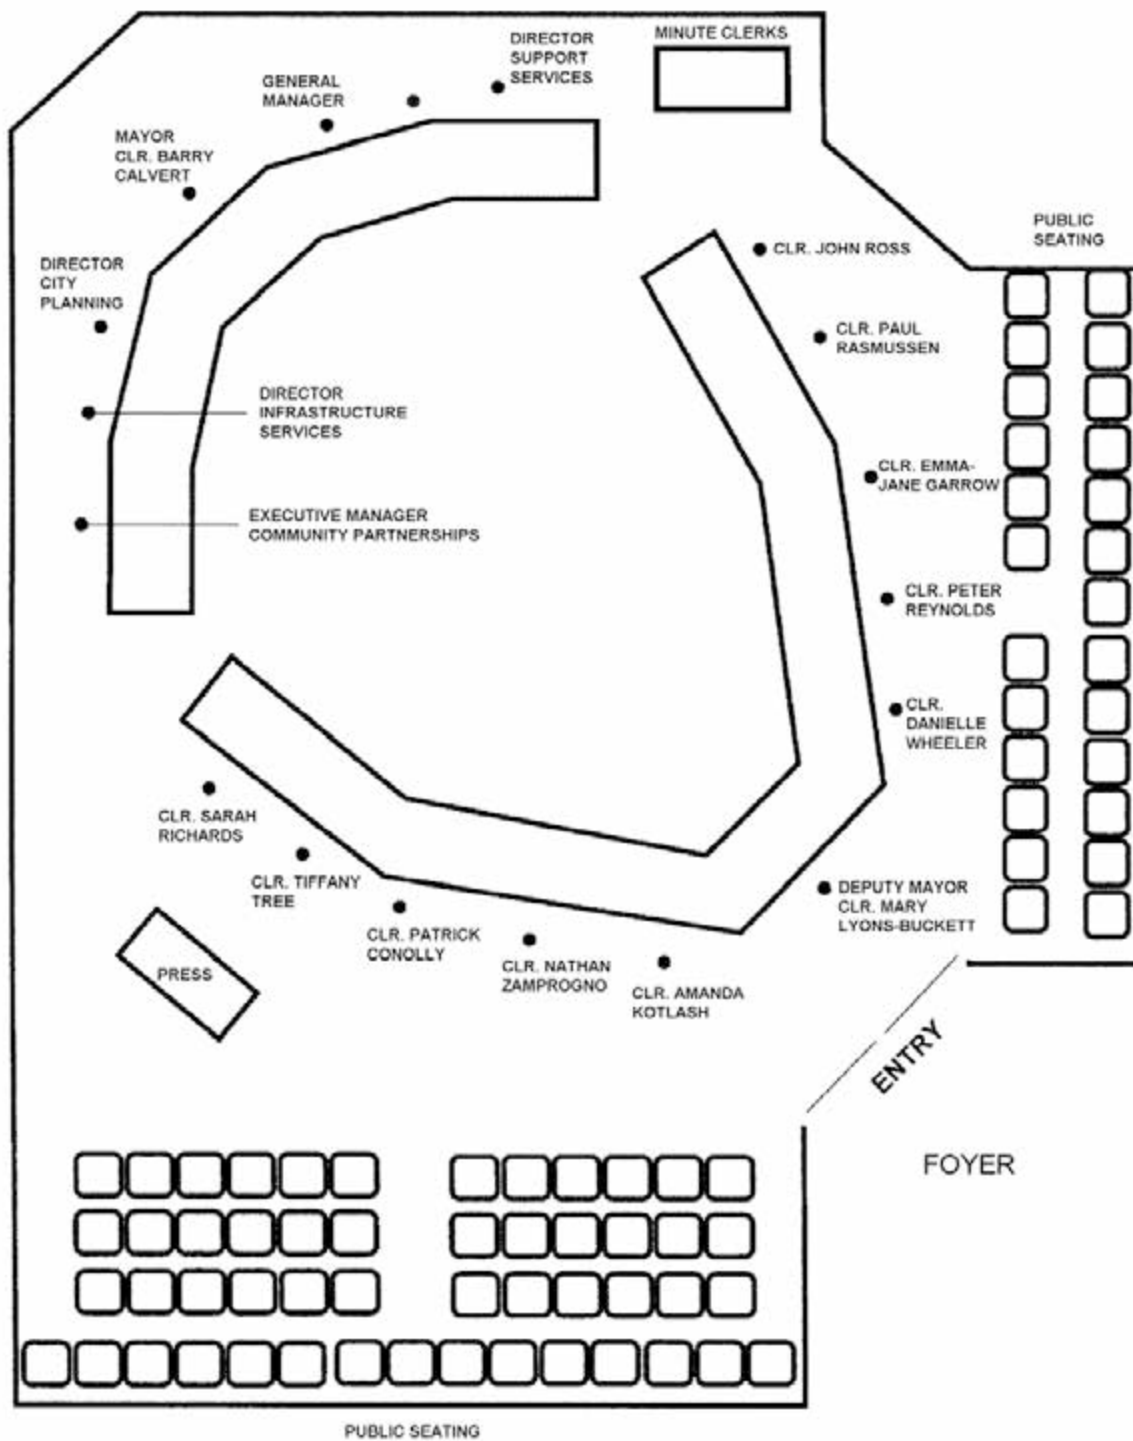 MINUTE CLERKS
DIRECTOR
SUPPORT
SERVICES
GENERAL
MANAGER
MAYOR
CLR. BARRY
CALVERT
DIRECTOR
CITY
PLANNING
DIRECTOR
INFRASTRUCTURE
SERVICES
EXECUTIVE MANAGER
COMMUNITY PARTNERSHIPS
CLR. JOHN ROSS
PUBLIC
SEATING
CLR. PAUL
RASMUSSEN
CLR. EMMA-
JANE GARROW
CLR. PETER
REYNOLDS
CLR.
DANIELLE
WHEELER
DEPUTY MAYOR
CLR. MARY
LYONS-BUCKETT
CLR. SARAH
RICHARDS
CLR. TIFFANY
TREE
CLR. PATRICK
CONOLLY
CLR. NATHAN
ZAMPROGNO
CLR. AMANDA
KOTLASH
PRESS
ENTRY
FOYER
PUBLIC SEATING